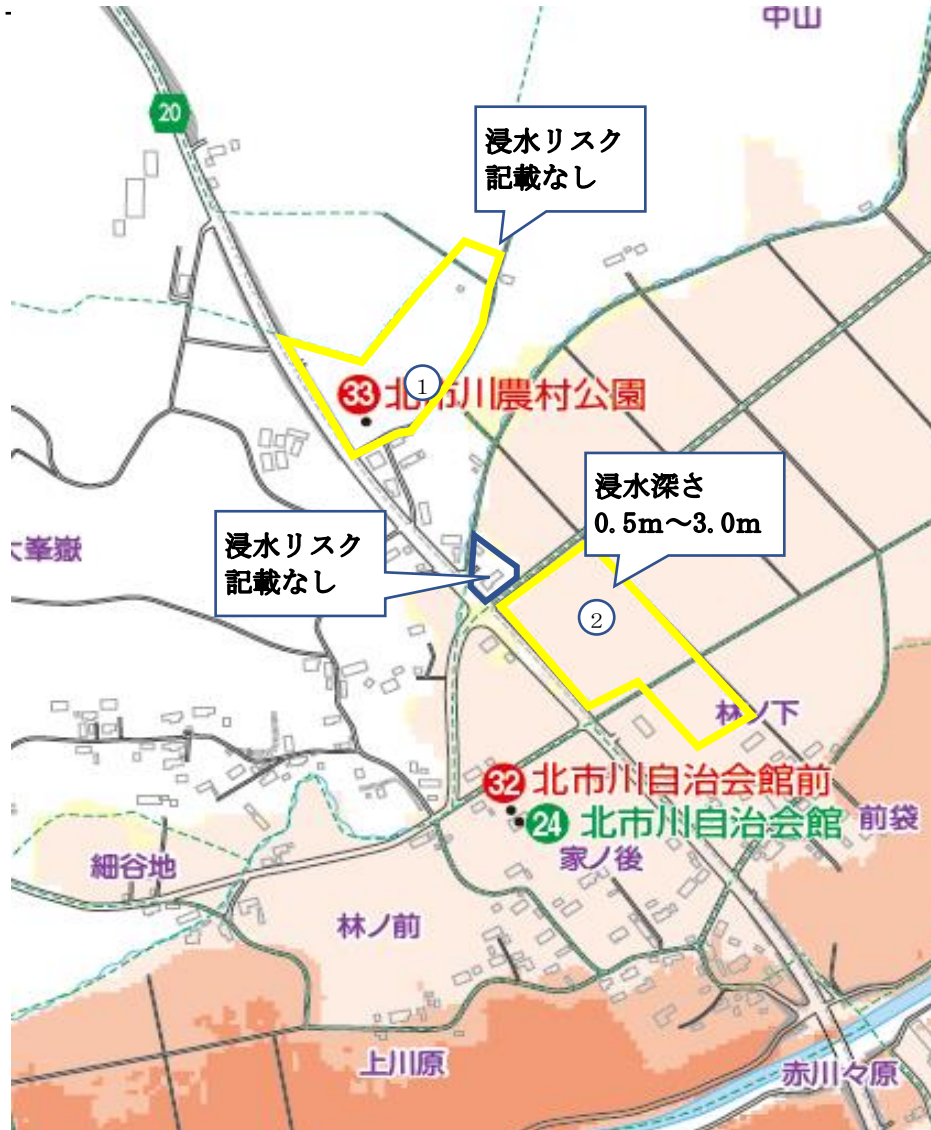 中山
20
浸水リスク
記載なし
①
33 北市川農村公園
浸水深さ
0.5m～3.0m
大峯嶽
浸水リスク
記載なし
②
林ノ下
32 北市川自治会館前
24 北市川自治会館
前袋
家ノ後
細谷地
林ノ前
上川原
赤川々原